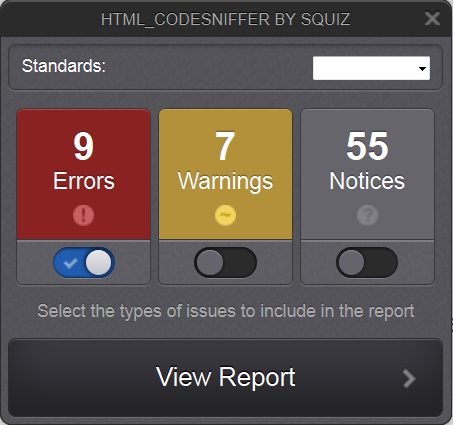 HTML_CODESNIFFER BY SQUIZ
Standards:
9 7 55
Errors Warnings Notices
Select the types of issues to include in the report
View Report